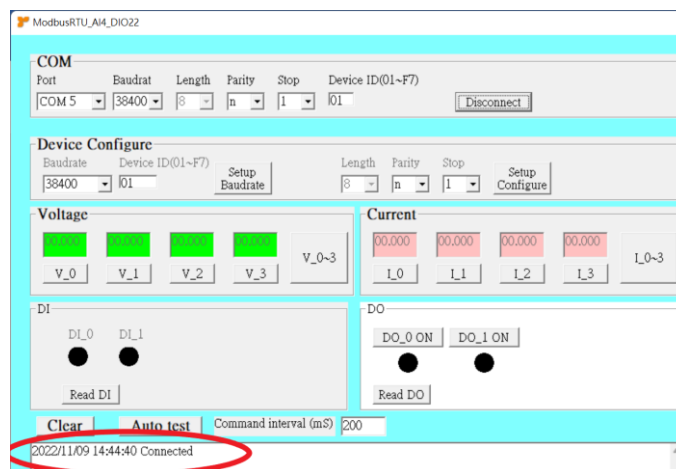 ModbusRTU_AI4_DIO22
COM
Port Baudrat Length Parity Stop Device ID(01~F7)
COM 5 38400 8 n 1 01 Disconnect
Device Configure
Baudrate Device ID(01~F7) Length Parity Stop
38400 01 Setup Baudrate 8 n 1 Setup Configure
Voltage Current
00.000 00.000 00.000 00.000 V_0~3 00.000 00.000 00.000 00.000 I_0~3
V_0 V_1 V_2 V_3 I_0 I_1 I_2 I_3
DI DO
DI_0 DI_1 DO_0 ON DO_1 ON
Read DI Read DO
Clear Auto test Command interval (mS) 200
2022/11/09 14:44:40 Connected